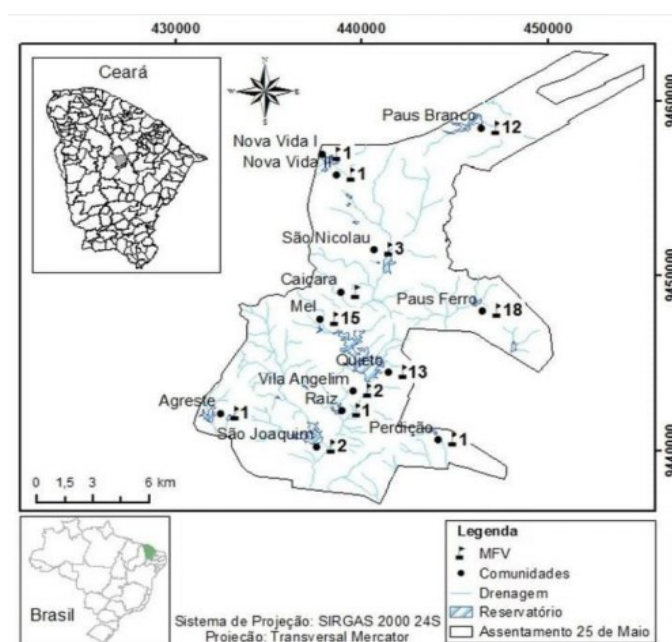 430000 440000 450000
Ceará
Paus Branco
12
9460000
Nova Vida I
1
Nova Vida II
1
São Nicolau
3
9450000
Caiçara
Paus Ferro
18
Mel
15
Quieto
13
Vila Angelim
2
Raiz
1
Agreste
1
Perdição
1
São Joaquim
2
9440000
0 1,5 3 6 km
Brasil
Sistema de Projeção: SIRGAS 2000 24S
Projeção: Transversal Mercator
Legenda
MFV
Comunidades
Drenagem
Reservatório
Assentamento 25 de Maio